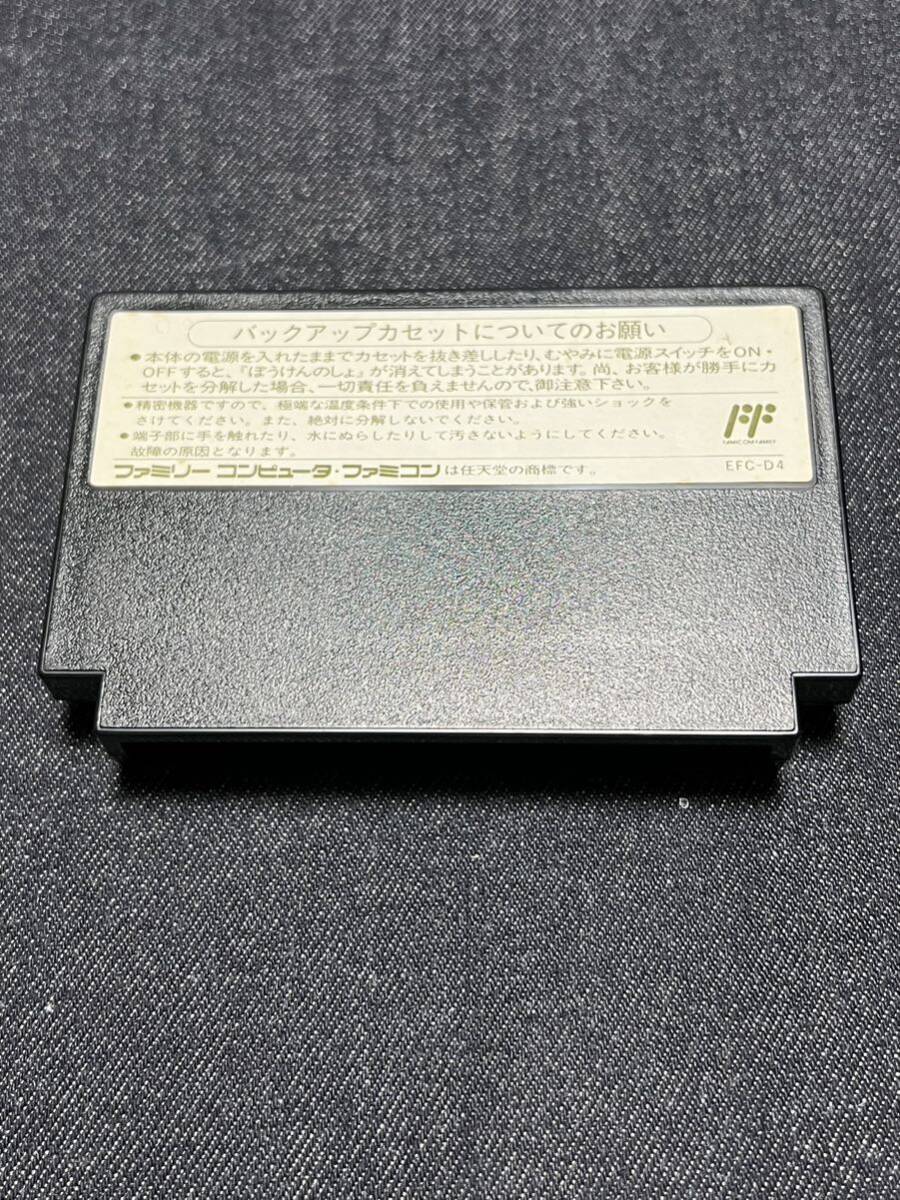 バックアップカセットについてのお願い
●本体の電源を入れたままでカセットを抜き差ししたり、むやみに電源スイッチをON・
OFFすると、『ぼうけんのしょ』が消えてしまうことがあります。尚、お客様が勝手にカ
セットを分解した場合、一切責任を負えませんので、御注意下さい。
●精密機器ですので、極端な温度条件下での使用や保管および強いショックを
さけてください。また、絶対に分解しないでください。
●端子部に手を触れたり、水にぬらしたりして汚さないようにしてください。
故障の原因となります。
ファミリーコンピュータ・ファミコンは任天堂の商標です。
FF
FAMICOM FAMILY
EFC-D4